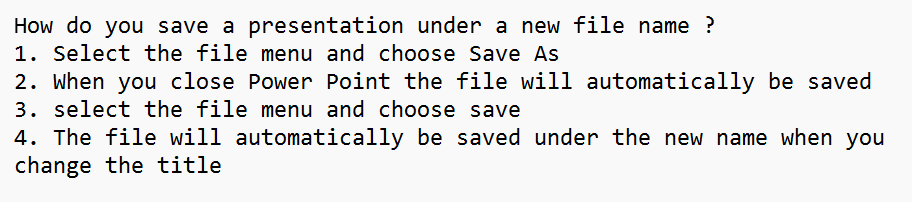 How do you save a presentation under a new file name ?
1. Select the file menu and choose Save As
2. When you close Power Point the file will automatically be saved
3. select the file menu and choose save
4. The file will automatically be saved under the new name when you
change the title